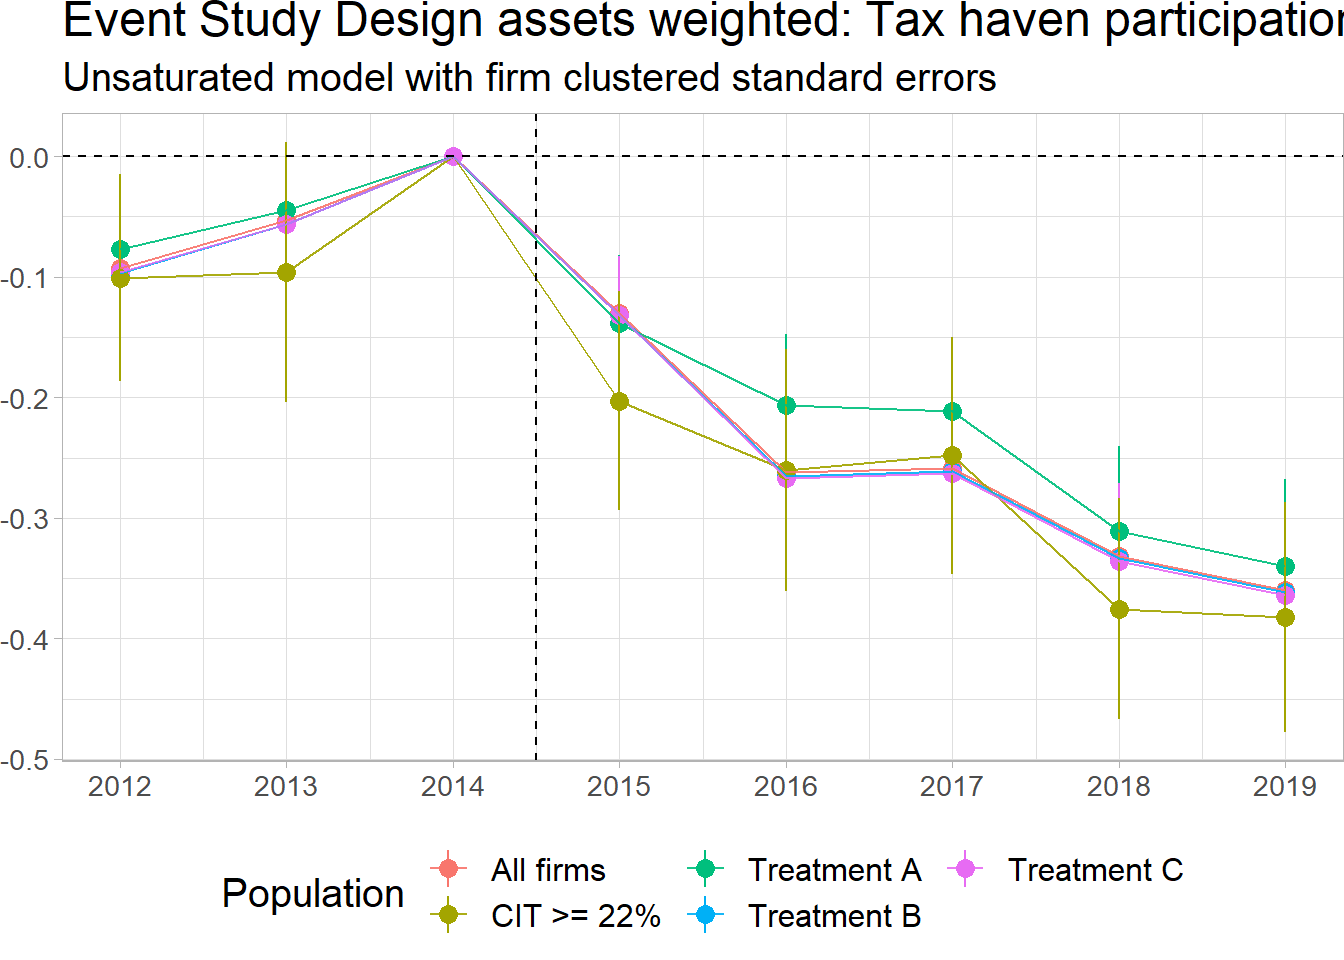 Event Study Design assets weighted: Tax haven participation
Unsaturated model with firm clustered standard errors
0.0
-0.1
-0.2
-0.3
-0.4
-0.5
2012 2013 2014 2015 2016 2017 2018 2019
Population
All firms Treatment A Treatment C
CIT >= 22% Treatment B